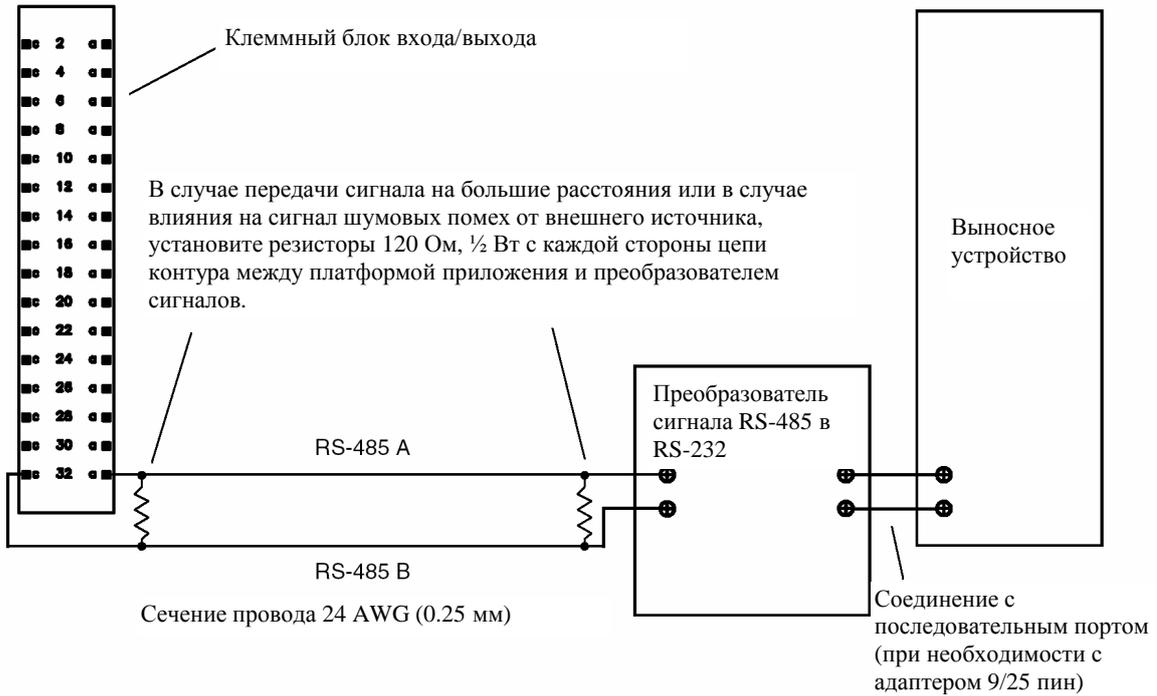 Клеммный блок входа/выхода
c 2 a
c 4 a
c 6 a
c 8 a
c 10 a
c 12 a
c 14 a
c 16 a
c 18 a
c 20 a
c 22 a
c 24 a
c 26 a
c 28 a
c 30 a
c 32 a
В случае передачи сигнала на большие расстояния или в случае
влияния на сигнал шумовых помех от внешнего источника,
установите резисторы 120 Ом, ½ Вт с каждой стороны цепи
контура между платформой приложения и преобразователем
сигналов.
Выносное
устройство
Преобразователь
сигнала RS-485 в
RS-232
RS-485 A
RS-485 B
Сечение провода 24 AWG (0.25 мм)
Соединение с
последовательным портом
(при необходимости с
адаптером 9/25 пин)